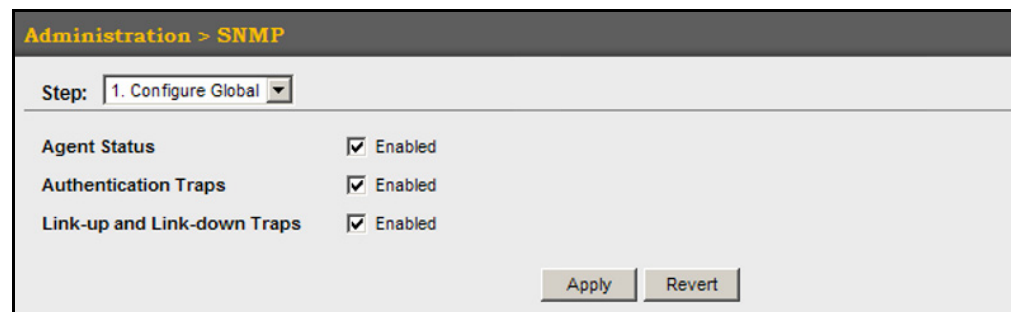 Administration > SNMP
Step: 1. Configure Global
Agent Status Enabled
Authentication Traps Enabled
Link-up and Link-down Traps Enabled
Apply Revert